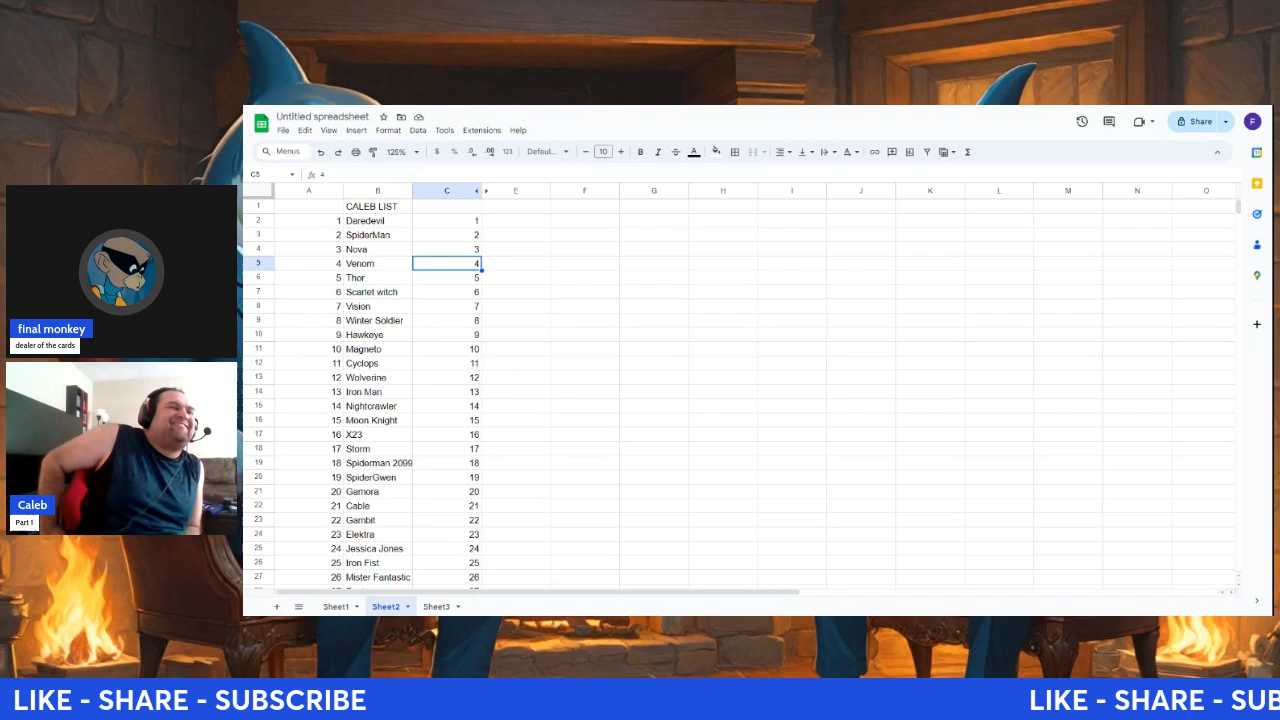 Untitled spreadsheet
File Edit View Insert Format Data Tools Extensions Help
Share F
Menus 125% $ % .0 .00 123 Defaul... 10 B I S A
C5 fx 4
A B C E F G H I J K L M N O
1 CALEB LIST
2 1 Daredevil 1
3 2 SpiderMan 2
4 3 Nova 3
5 4 Venom 4
6 5 Thor 5
7 6 Scarlet witch 6
8 7 Vision 7
9 8 Winter Soldier 8
10 9 Hawkeye 9
11 10 Magneto 10
12 11 Cyclops 11
13 12 Wolverine 12
14 13 Iron Man 13
15 14 Nightcrawler 14
16 15 Moon Knight 15
17 16 X23 16
18 17 Storm 17
19 18 Spiderman 2099 18
20 19 SpiderGwen 19
21 20 Gamora 20
22 21 Cable 21
23 22 Gambit 22
24 23 Elektra 23
25 24 Jessica Jones 24
26 25 Iron Fist 25
27 26 Mister Fantastic 26
Sheet1 Sheet2 Sheet3
final monkey
dealer of the cards
Caleb
Part 1
LIKE - SHARE - SUBSCRIBE LIKE - SHARE - SUB